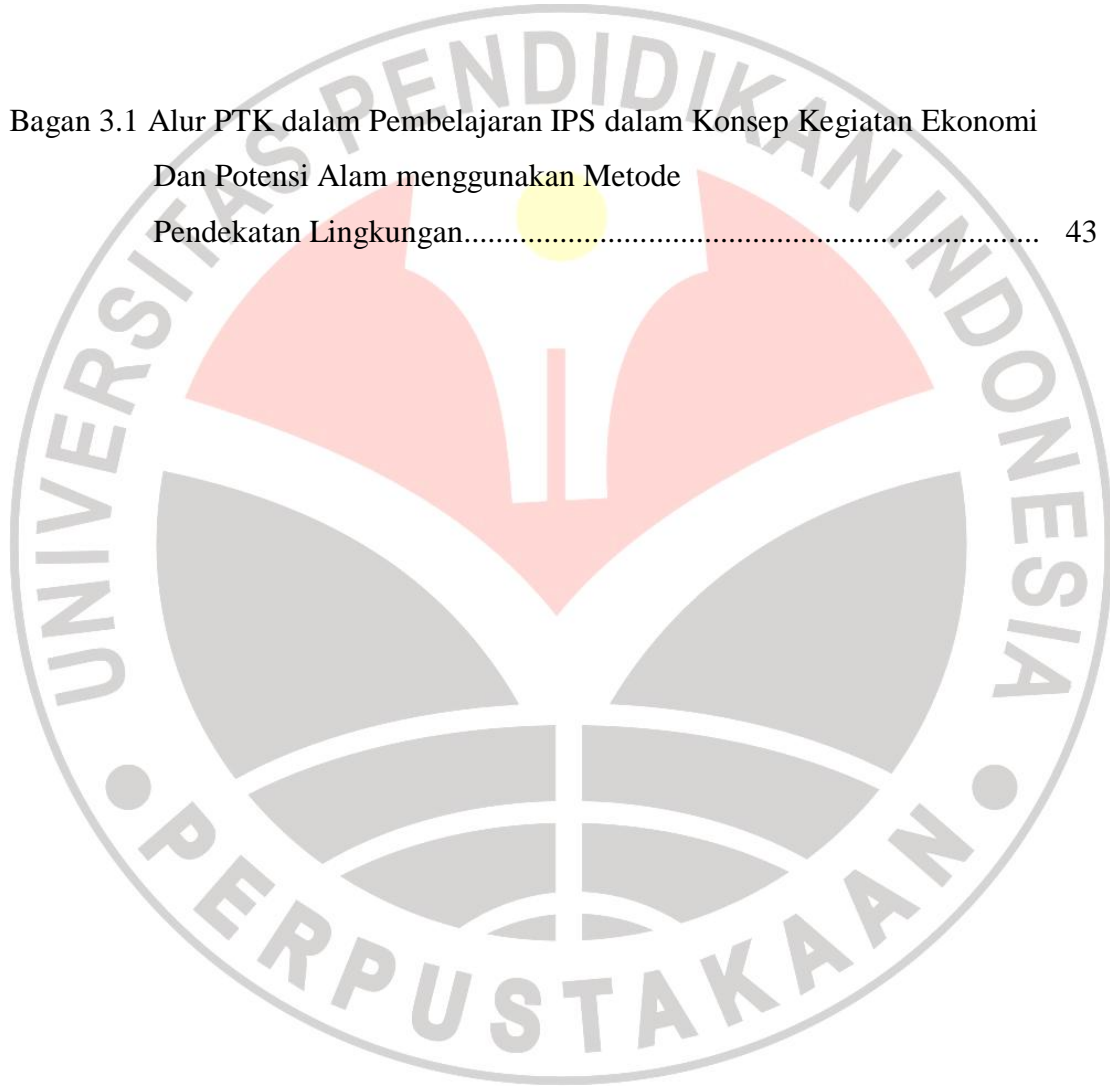 Bagan 3.1 Alur PTK dalam Pembelajaran IPS dalam Konsep Kegiatan Ekonomi
Dan Potensi Alam menggunakan Metode
Pendekatan Lingkungan...................................................................... 43
UNIVERSITAS PENDIDIKAN INDONESIA
PERPUSTAKAAN